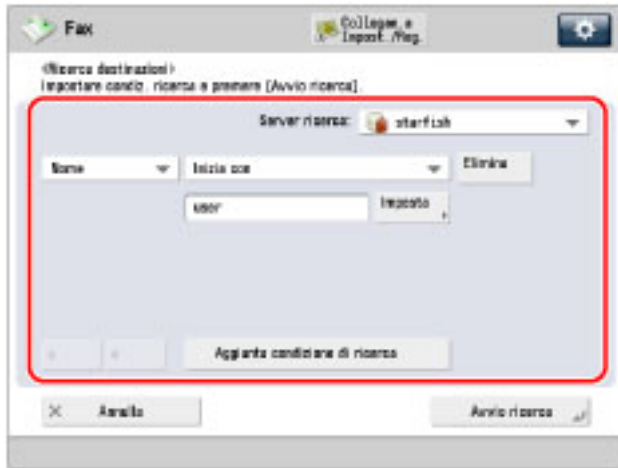 Fax
Collegam. e
Impost./Reg.
<Ricerca destinazioni>
Impostare condiz. ricerca e premere [Avvio ricerca].
Server ricerca: starfish
Nome Inizia con Elimina
user Imposta
Aggiunta condizione di ricerca
Annulla Avvio ricerca